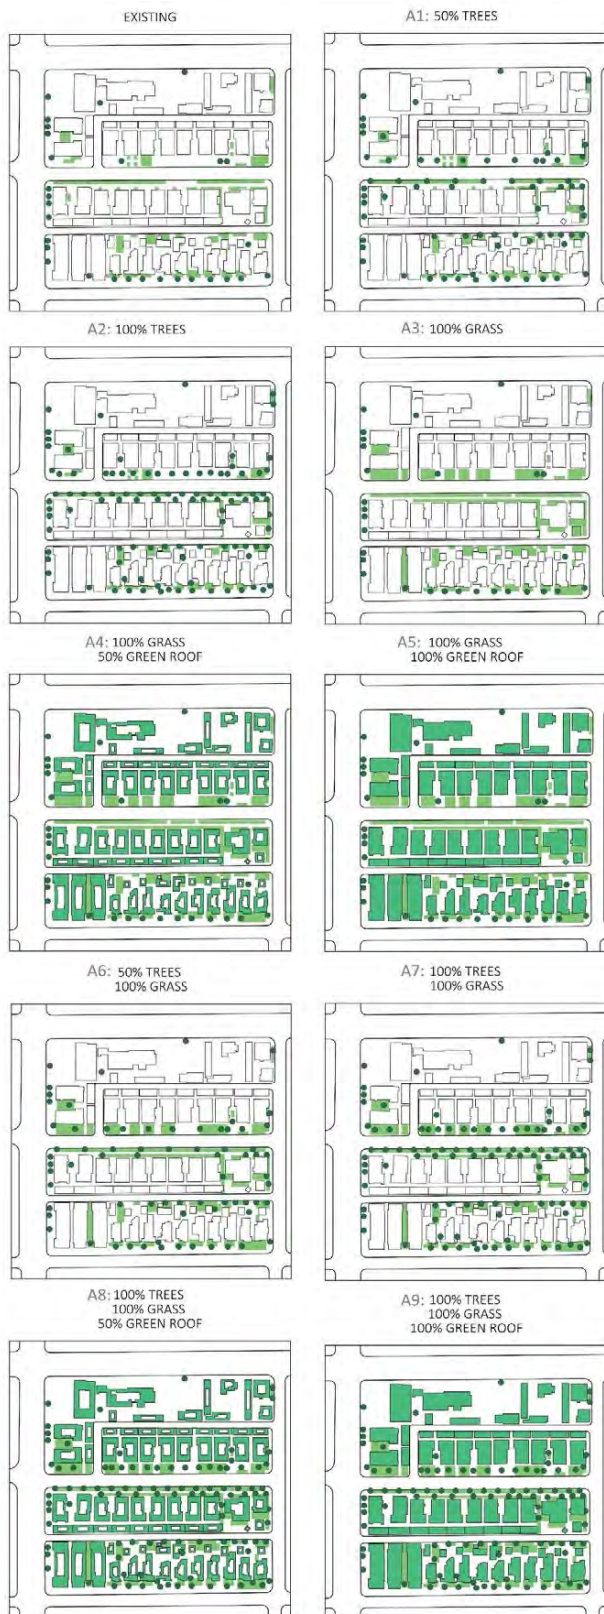 EXISTING
A1: 50% TREES
A2: 100% TREES
A3: 100% GRASS
A4: 100% GRASS
50% GREEN ROOF
A5: 100% GRASS
100% GREEN ROOF
A6: 50% TREES
100% GRASS
A7: 100% TREES
100% GRASS
A8: 100% TREES
100% GRASS
50% GREEN ROOF
A9: 100% TREES
100% GRASS
100% GREEN ROOF